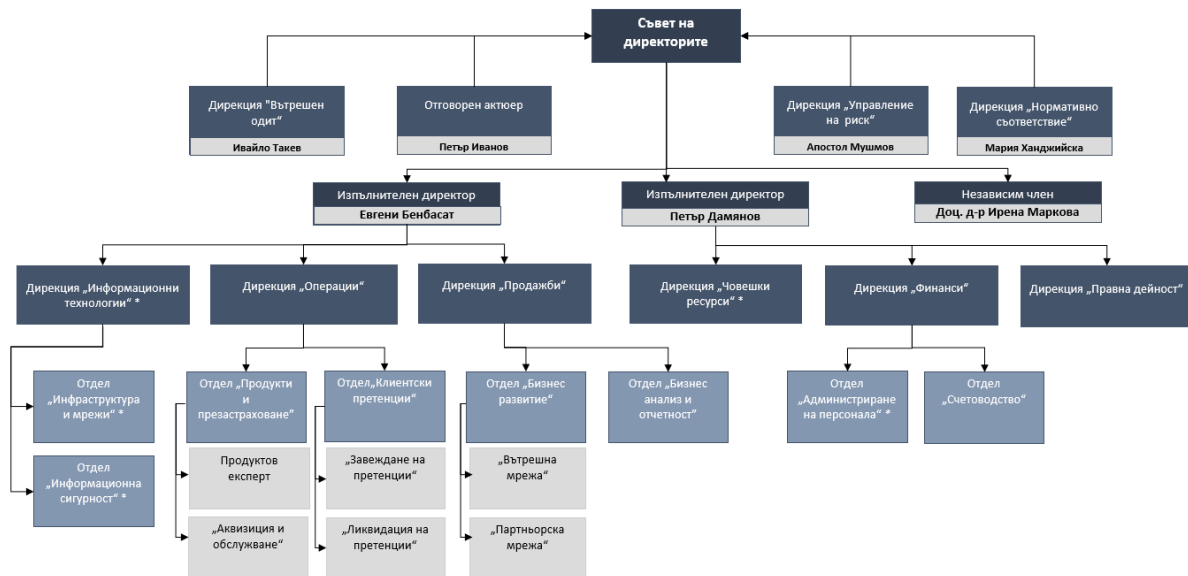 Съвет на
директорите
Дирекция "Вътрешен
одит“
Ивайло Такев
Отговорен актюер
Петър Иванов
Дирекция „Управление
на риск“
Апостол Мушмов
Дирекция „Нормативно
съответствие“
Мария Ханджийска
Изпълнителен директор
Евгени Бенбасат
Изпълнителен директор
Петър Дамянов
Независим член
Доц. д-р Ирена Маркова
Дирекция „Информационни
технологии“ *
Дирекция „Операции“
Дирекция „Продажби“
Дирекция „Човешки
ресурси“ *
Дирекция „Финанси“
Дирекция „Правна дейност“
Отдел
„Инфраструктура
и мрежи“ *
Отдел „Продукти
и
презастраховане”
Отдел„Клиентски
претенции“
Отдел „Бизнес
развитие“
Отдел „Бизнес
анализ и
отчетност”
Отдел
„Администриране
на персонала“ *
Отдел
„Счетоводство“
Отдел
„Информационна
сигурност“ *
Продуктов
експерт
„Завеждане на
претенции“
„Вътрешна
мрежа“
„Аквизиция и
обслужване“
„Ликвидация на
претенции“
„Партньорска
мрежа“